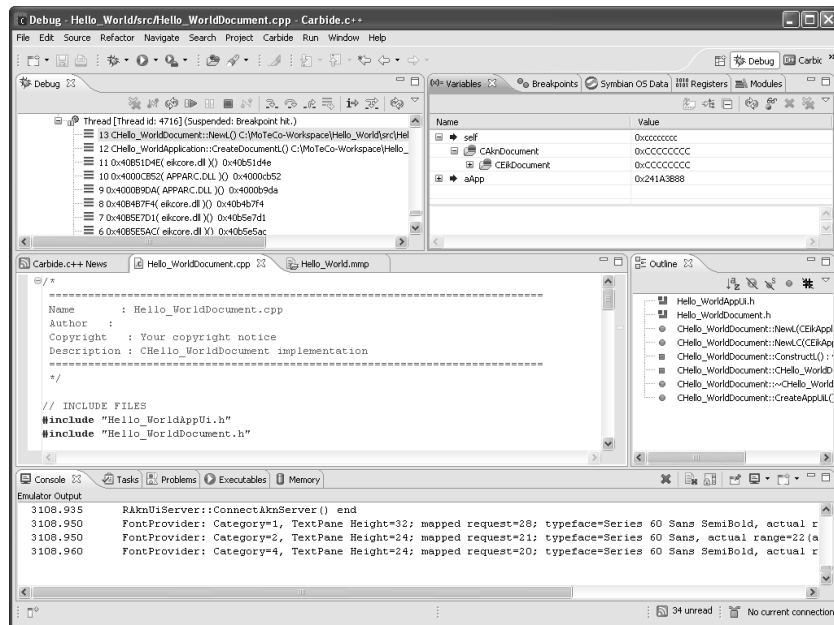 Debug - Hello_World/src/Hello_WorldDocument.cpp - Carbide.c++
File Edit Source Refactor Navigate Search Project Carbide Run Window Help
Debug Carbic »
Debug
Thread [Thread id: 4716] (Suspended: Breakpoint hit.)
13 CHello_WorldDocument::NewL() C:\MoTeCo-Workspace\Hello_World\src\Hel
12 CHello_WorldApplication::CreateDocumentL() C:\MoTeCo-Workspace\Hello_
11 0x40B51D4E( eikcore.dll )() 0x40b51d4e
10 0x4000CB52( APPARC.DLL )() 0x4000cb52
9 0x4000B9DA( APPARC.DLL )() 0x4000b9da
8 0x40B4B7F4( eikcore.dll )() 0x40b4b7f4
7 0x40B5E7D1( eikcore.dll )() 0x40b5e7d1
6 0x40B5E5AC( eikcore.dll )() 0x40b5e5ac
(x)= Variables Breakpoints Symbian OS Data Registers Modules
Name Value
self 0xcccccccc
CAknDocument 0xCCCCCCCC
CEikDocument 0xCCCCCCCC
aApp 0x241A3B88
Carbide.c++ News Hello_WorldDocument.cpp Hello_World.mmp
/*
============================================================================
Name : Hello_WorldDocument.cpp
Author :
Copyright : Your copyright notice
Description : CHello_WorldDocument implementation
============================================================================
*/
// INCLUDE FILES
#include "Hello_WorldAppUi.h"
#include "Hello_WorldDocument.h"
Outline
Hello_WorldAppUi.h
Hello_WorldDocument.h
CHello_WorldDocument::NewL(CEikAppl
CHello_WorldDocument::NewLC(CEikAp
CHello_WorldDocument::ConstructL() :
CHello_WorldDocument::CHello_WorldD
CHello_WorldDocument::~CHello_World
CHello_WorldDocument::CreateAppUiL(
Console Tasks Problems Executables Memory
Emulator Output
3108.935 RAknUiServer::ConnectAknServer() end
3108.950 FontProvider: Category=1, TextPane Height=32; mapped request=28; typeface=Series 60 Sans SemiBold, actual r
3108.950 FontProvider: Category=2, TextPane Height=24; mapped request=21; typeface=Series 60 Sans, actual range=22(a
3108.960 FontProvider: Category=4, TextPane Height=24; mapped request=20; typeface=Series 60 Sans SemiBold, actual r
34 unread No current connection